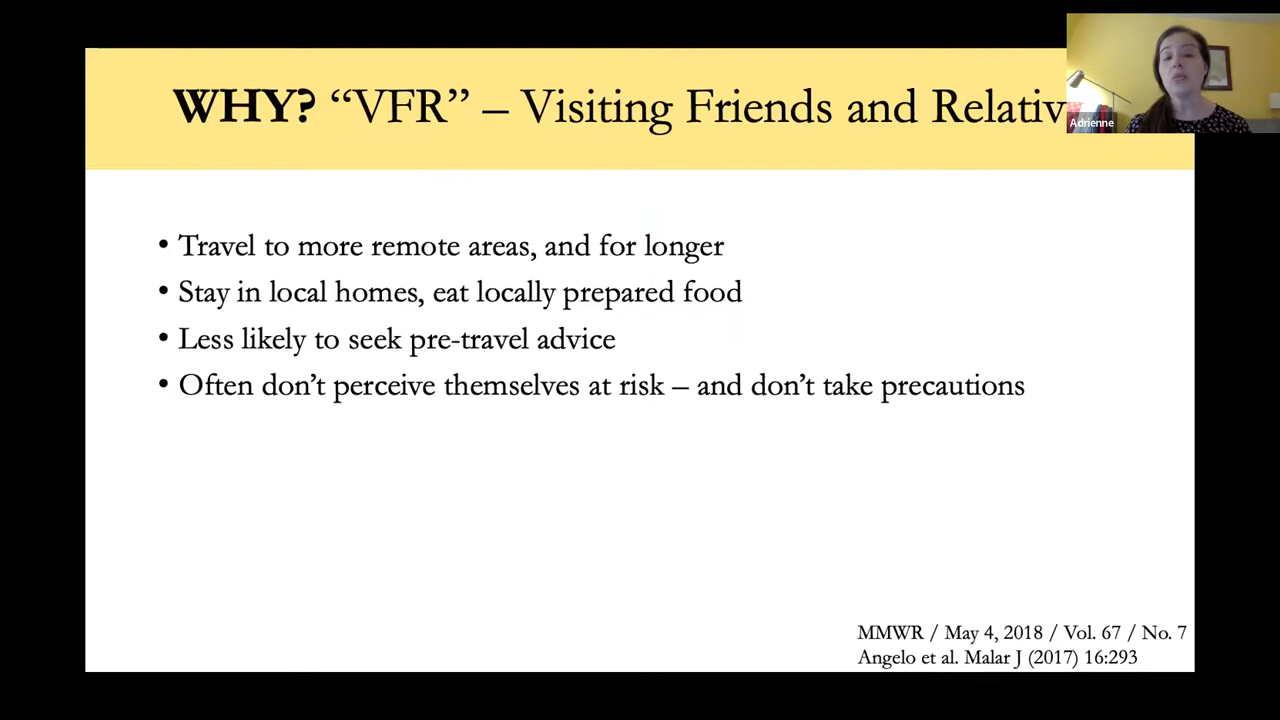 WHY? “VFR” – Visiting Friends and Relativ
Adrienne
• Travel to more remote areas, and for longer
• Stay in local homes, eat locally prepared food
• Less likely to seek pre-travel advice
• Often don’t perceive themselves at risk – and don’t take precautions
MMWR / May 4, 2018 / Vol. 67 / No. 7
Angelo et al. Malar J (2017) 16:293